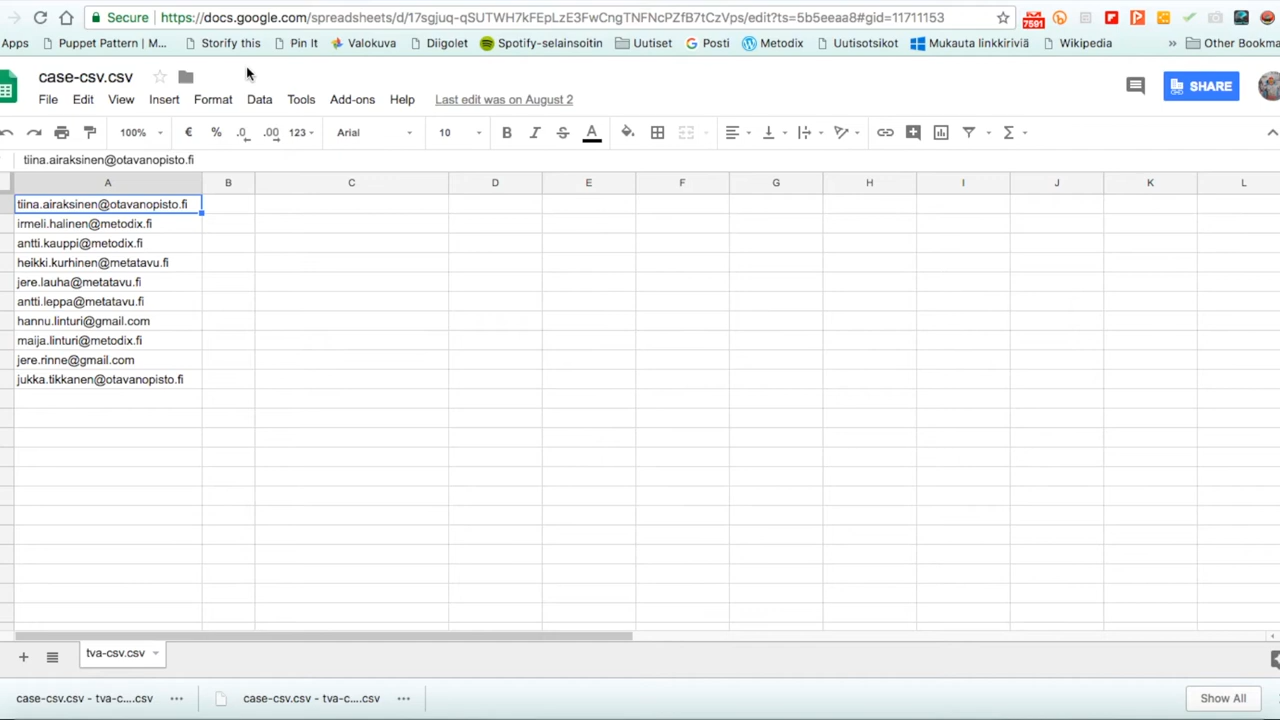 Secure https://docs.google.com/spreadsheets/d/17sgjuq-qSUTWH7kFEpLzE3FwCngTNFNcPZfB7tCzVps/edit?ts=5b5eeaa8#gid=11711153 7591
Apps Puppet Pattern | M... Storify this Pin It Valokuva Diigolet Spotify-selainsoitin Uutiset Posti Metodix Uutisotsikot Mukauta linkkiriviä Wikipedia » Other Bookma
case-csv.csv
SHARE
File Edit View Insert Format Data Tools Add-ons Help Last edit was on August 2
100% € % .0 .00 123 Arial 10 B I S A
tiina.airaksinen@otavanopisto.fi
A B C D E F G H I J K L
tiina.airaksinen@otavanopisto.fi
irmeli.halinen@metodix.fi
antti.kauppi@metodix.fi
heikki.kurhinen@metatavu.fi
jere.lauha@metatavu.fi
antti.leppa@metatavu.fi
hannu.linturi@gmail.com
maija.linturi@metodix.fi
jere.rinne@gmail.com
jukka.tikkanen@otavanopisto.fi
tva-csv.csv
case-csv.csv - tva-c....csv case-csv.csv - tva-c....csv Show All